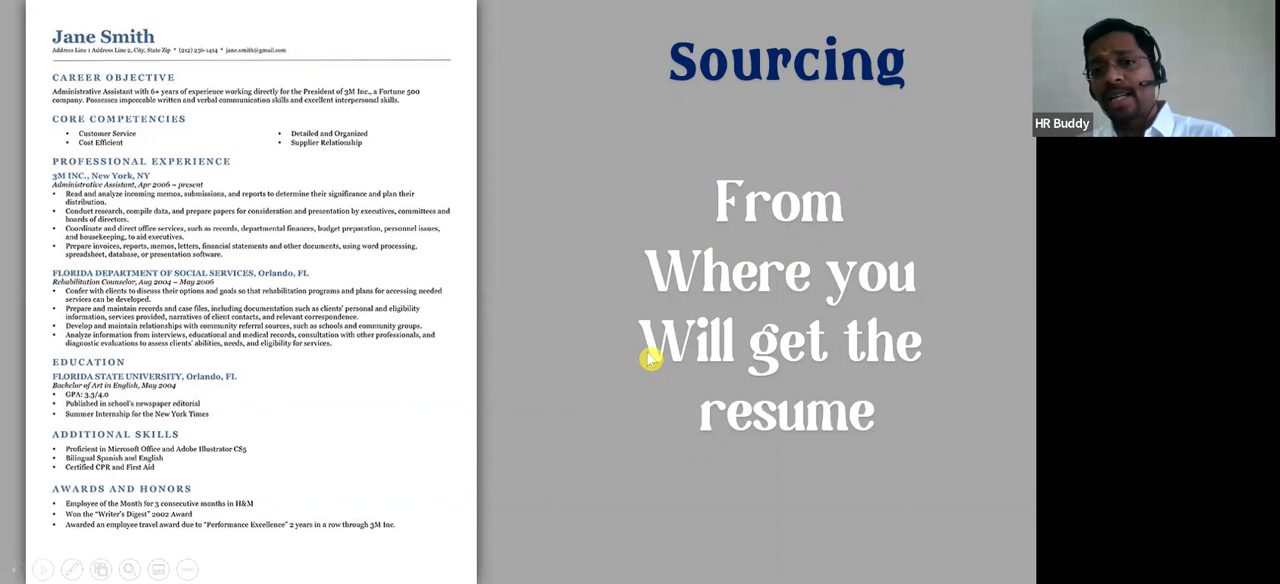 Jane Smith
Address Line 1 Address Line 2, City, State Zip * (212) 256-1414 * jane.smith@gmail.com
CAREER OBJECTIVE
Administrative Assistant with 6+ years of experience working directly for the President of 3M Inc., a Fortune 500
company. Possesses impeccable written and verbal communication skills and excellent interpersonal skills.
CORE COMPETENCIES
• Customer Service
• Cost Efficient
• Detailed and Organized
• Supplier Relationship
PROFESSIONAL EXPERIENCE
3M INC., New York, NY
Administrative Assistant, Apr 2006 – present
• Read and analyze incoming memos, submissions, and reports to determine their significance and plan their
distribution.
• Conduct research, compile data, and prepare papers for consideration and presentation by executives, committees and
boards of directors.
• Coordinate and direct office services, such as records, departmental finances, budget preparation, personnel issues,
and housekeeping, to aid executives.
• Prepare invoices, reports, memos, letters, financial statements and other documents, using word processing,
spreadsheet, database, or presentation software.
FLORIDA DEPARTMENT OF SOCIAL SERVICES, Orlando, FL
Rehabilitation Counselor, Aug 2004 – May 2006
• Confer with clients to discuss their options and goals so that rehabilitation programs and plans for accessing needed
services can be developed.
• Prepare and maintain records and case files, including documentation such as clients' personal and eligibility
information, services provided, narratives of client contacts, and relevant correspondence.
• Develop and maintain relationships with community referral sources, such as schools and community groups.
• Analyze information from interviews, educational and medical records, consultation with other professionals, and
diagnostic evaluations to assess clients' abilities, needs, and eligibility for services.
EDUCATION
FLORIDA STATE UNIVERSITY, Orlando, FL
Bachelor of Art in English, May 2004
• GPA: 3.3/4.0
• Published in school's newspaper editorial
• Summer Internship for the New York Times
ADDITIONAL SKILLS
• Proficient in Microsoft Office and Adobe Illustrator CS5
• Bilingual Spanish and English
• Certified CPR and First Aid
AWARDS AND HONORS
• Employee of the Month for 3 consecutive months in H&M
• Won the "Writer's Digest" 2002 Award
• Awarded an employee travel award due to "Performance Excellence" 2 years in a row through 3M Inc.
Sourcing
From
Where you
Will get the
resume
HR Buddy